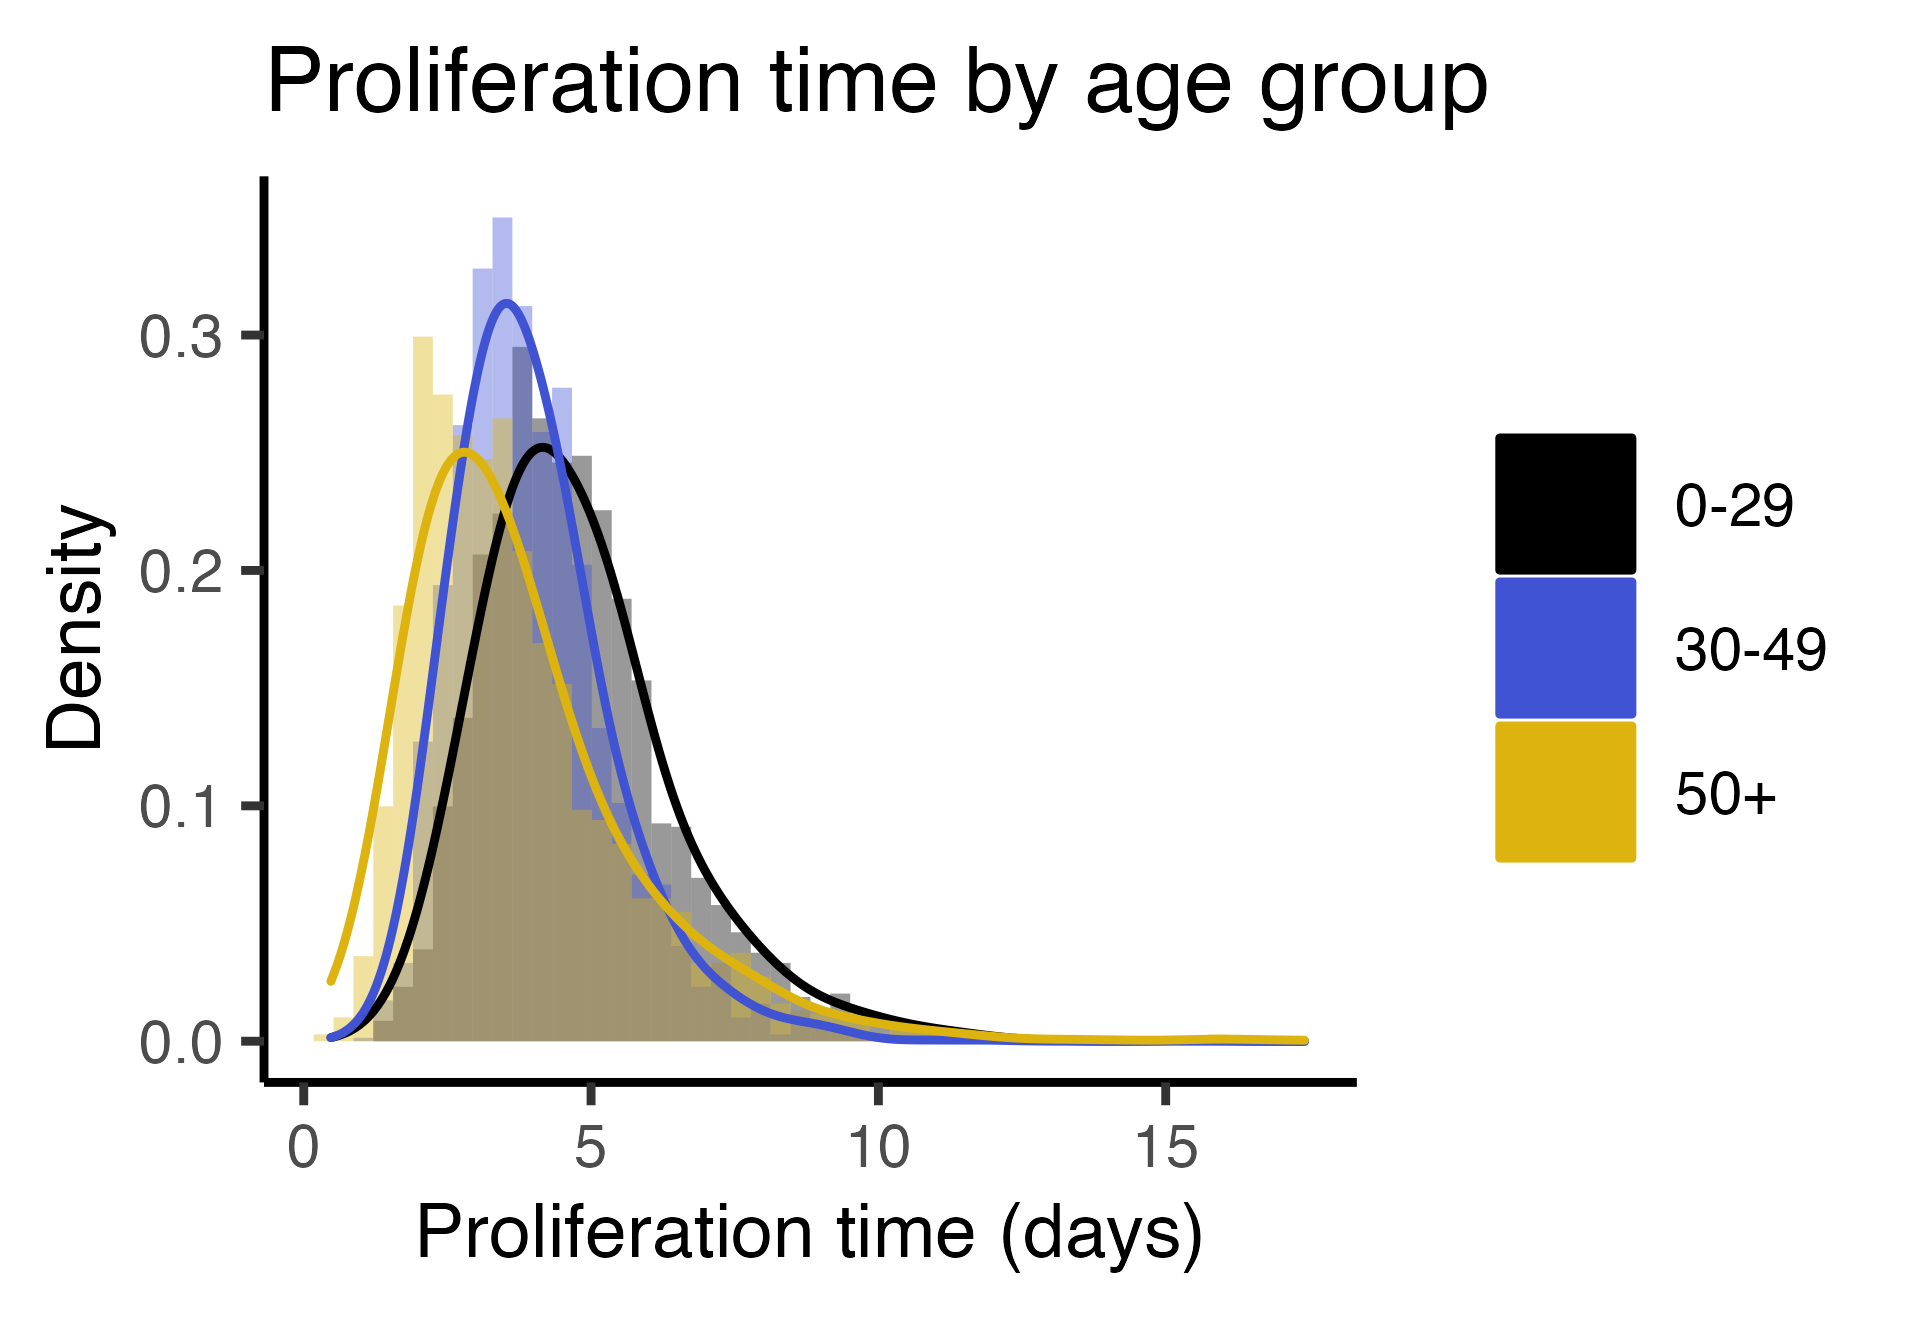 Proliferation time by age group
Density
0.3
0.2
0.1
0.0
0 5 10 15
Proliferation time (days)
0-29
30-49
50+